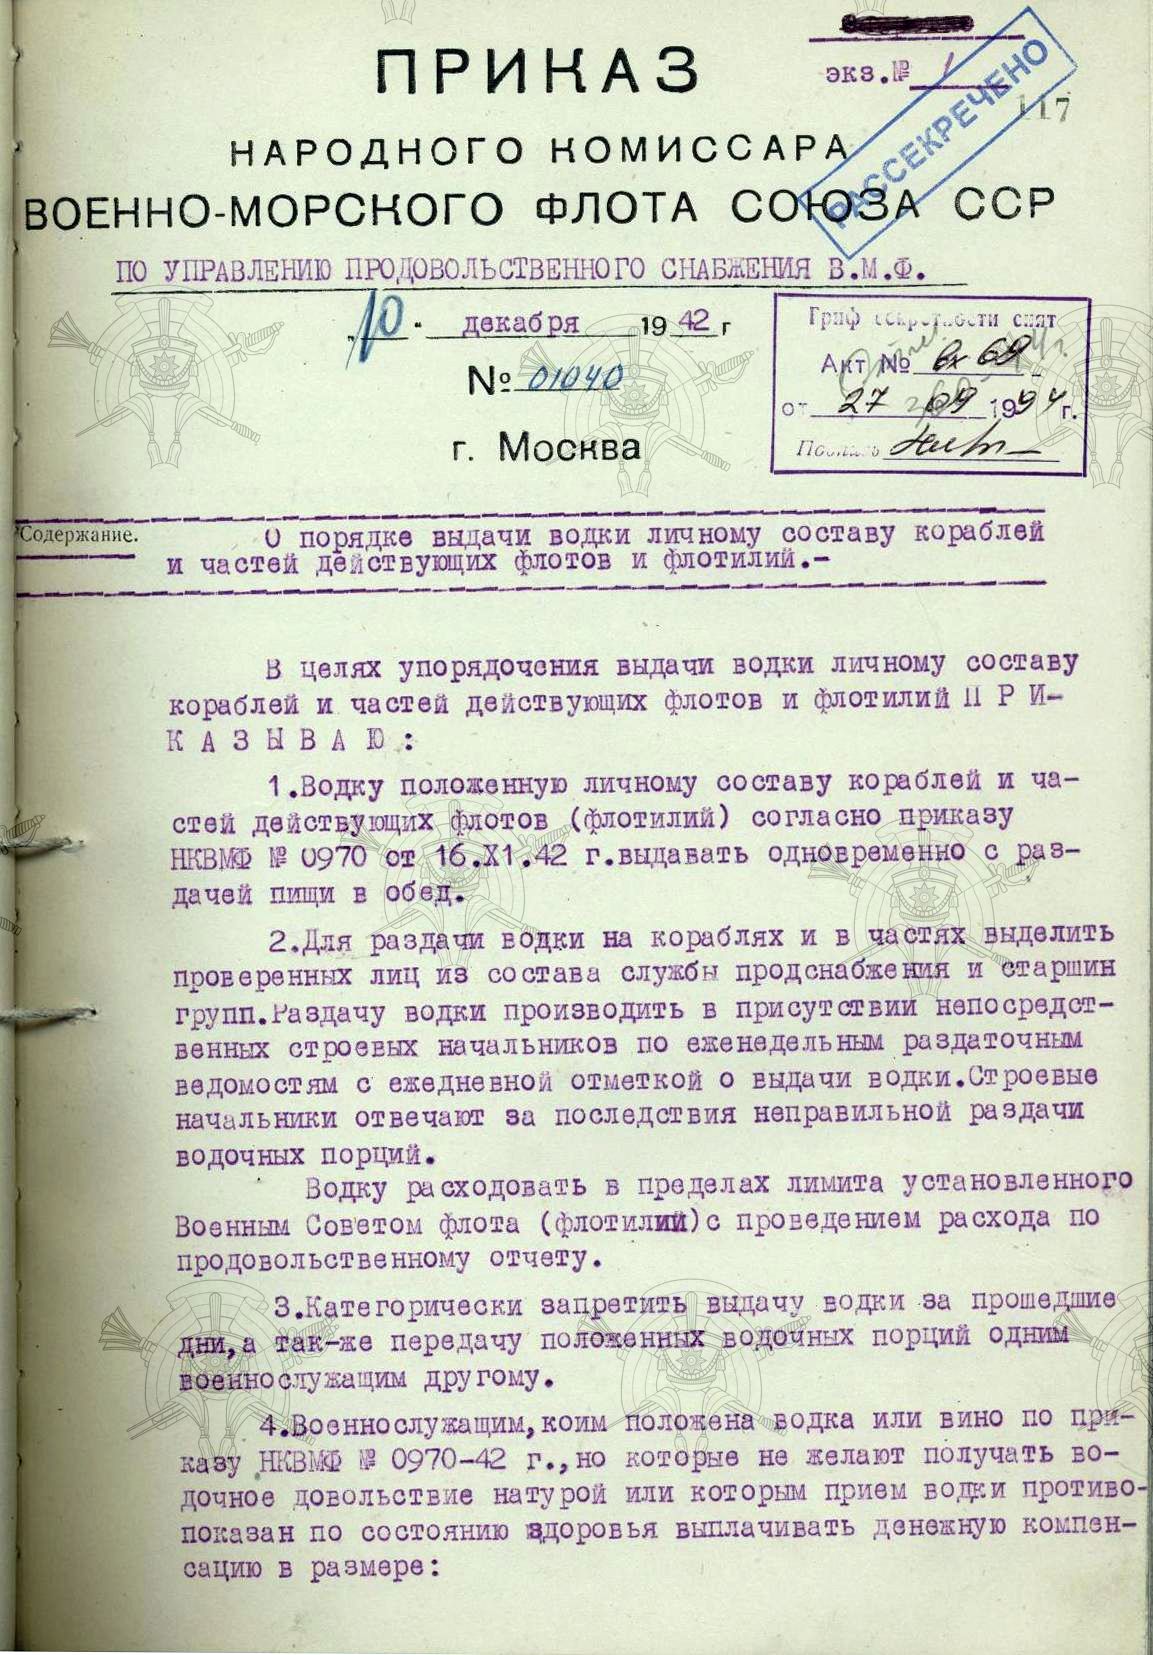 ПРИКАЗ
экз.№ 1
РАССЕКРЕЧЕНО
117
НАРОДНОГО КОМИССАРА
ВОЕННО-МОРСКОГО ФЛОТА СОЮЗА ССР
ПО УПРАВЛЕНИЮ ПРОДОВОЛЬСТВЕННОГО СНАБЖЕНИЯ В.М.Ф.
„10" декабря 1942 г
№ 01040
г. Москва
Гриф секретности снят
Акт № вх 69
от 27 09 1994 г.
Подпись
Содержание.
О порядке выдачи водки личному составу кораблей
и частей действующих флотов и флотилий.-
В целях упорядочения выдачи водки личному составу
кораблей и частей действующих флотов и флотилий П Р И-
К А З Ы В А Ю :
1.Водку положенную личному составу кораблей и ча-
стей действующих флотов (флотилий) согласно приказу
НКВМФ № 0970 от 16.X1.42 г.выдавать одновременно с раз-
дачей пищи в обед.
2.Для раздачи водки на кораблях и в частях выделить
проверенных лиц из состава службы продснабжения и старшин
групп.Раздачу водки производить в присутствии непосредст-
венных строевых начальников по еженедельным раздаточным
ведомостям с ежедневной отметкой о выдачи водки.Строевые
начальники отвечают за последствия неправильной раздачи
водочных порций.
Водку расходовать в пределах лимита установленного
Военным Советом флота (флотилий)с проведением расхода по
продовольственному отчету.
3.Категорически запретить выдачу водки за прошедшие
дни,а так-же передачу положенных водочных порций одним
военнослужащим другому.
4.Военнослужащим,коим положена водка или вино по при-
казу НКВМФ № 0970-42 г.,но которые не желают получать во-
дочное довольствие натурой или которым прием водки противо-
показан по состоянию здоровья выплачивать денежную компен-
сацию в размере: